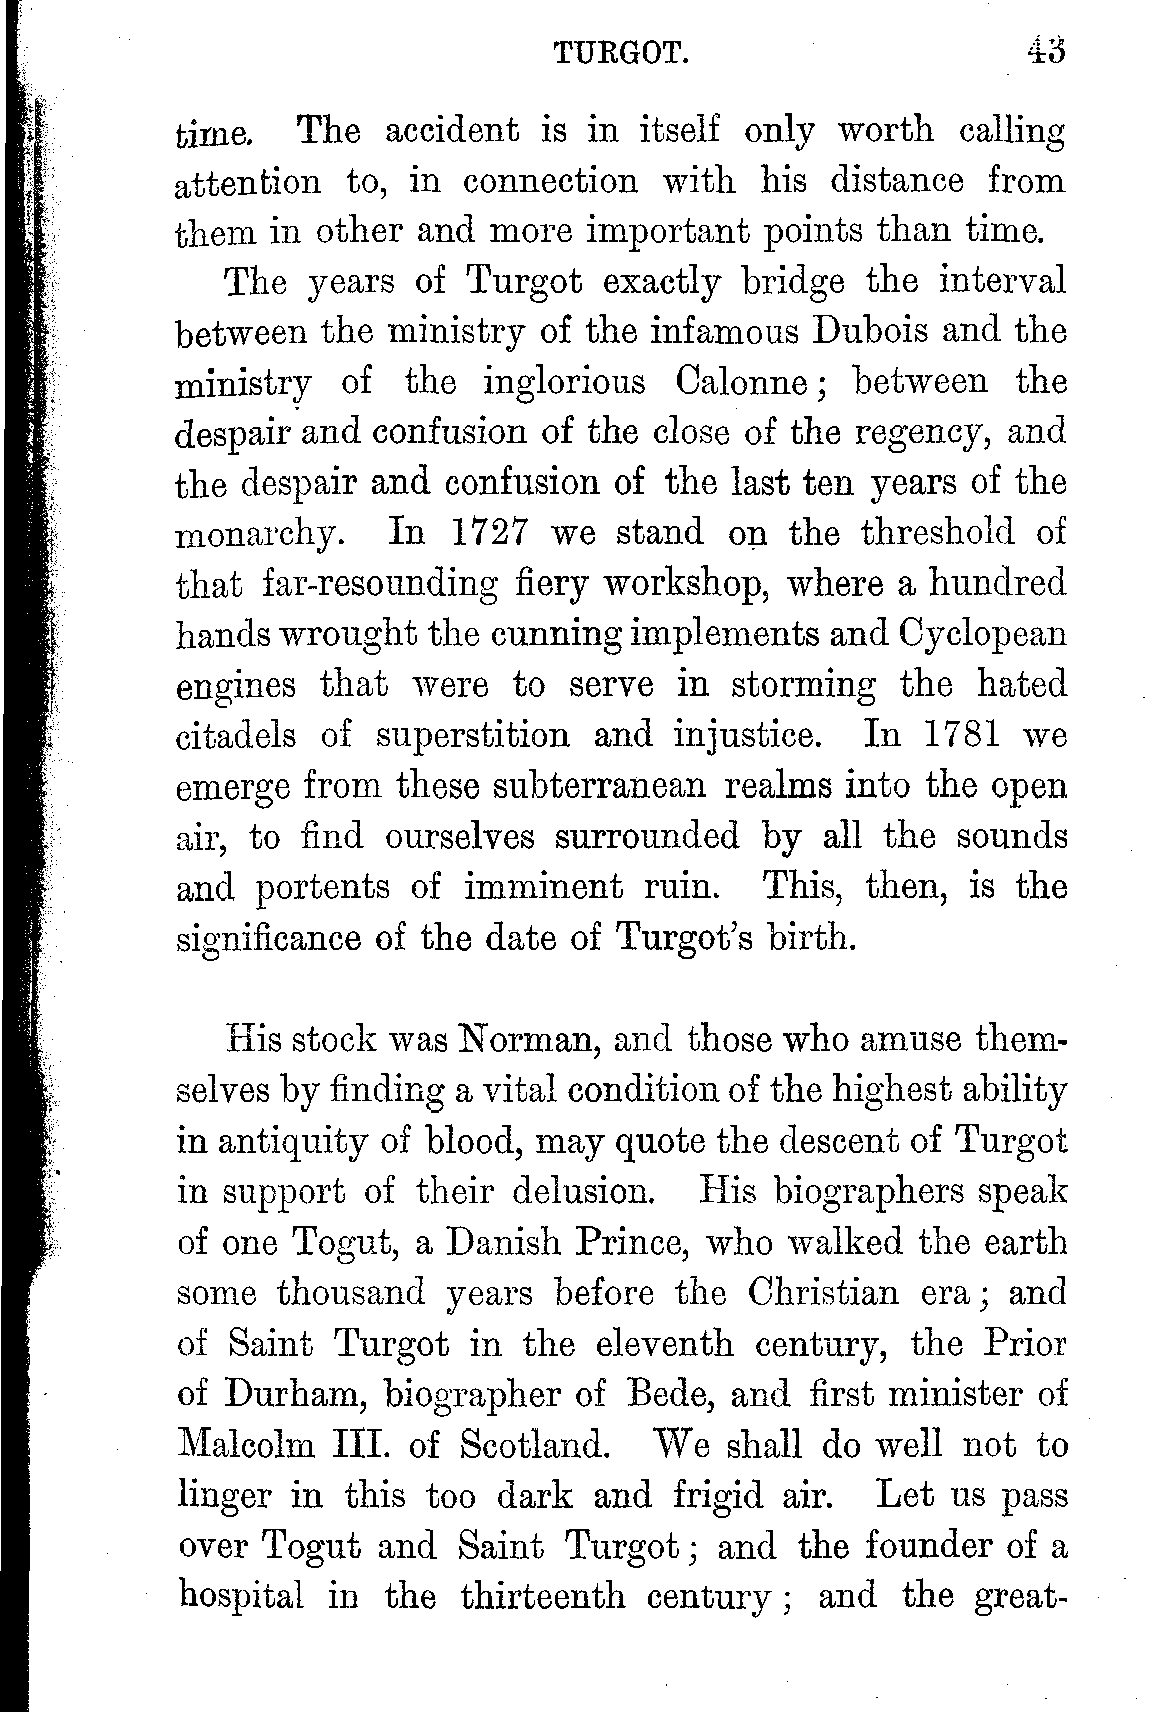 TURGOT. 43
time. The accident is in itself only worth calling
attention to, in connection with his distance from
them in other and more important points than time.
The years of Turgot exactly bridge the interval
between the ministry of the infamous Dubois and the
ministry of the inglorious Calonne; between the
despair and confusion of the close of the regency, and
the despair and confusion of the last ten years of the
monarchy. In 1727 we stand on the threshold of
that far-resounding fiery workshop, where a hundred
hands wrought the cunning implements and Cyclopean
engines that were to serve in storming the hated
citadels of superstition and injustice. In 1781 we
emerge from these subterranean realms into the open
air, to find ourselves surrounded by all the sounds
and portents of imminent ruin. This, then, is the
significance of the date of Turgot's birth.
His stock was Norman, and those who amuse them-
selves by finding a vital condition of the highest ability
in antiquity of blood, may quote the descent of Turgot
in support of their delusion. His biographers speak
of one Togut, a Danish Prince, who walked the earth
some thousand years before the Christian era; and
of Saint Turgot in the eleventh century, the Prior
of Durham, biographer of Bede, and first minister of
Malcolm III. of Scotland. We shall do well not to
linger in this too dark and frigid air. Let us pass
over Togut and Saint Turgot; and the founder of a
hospital in the thirteenth century; and the great-